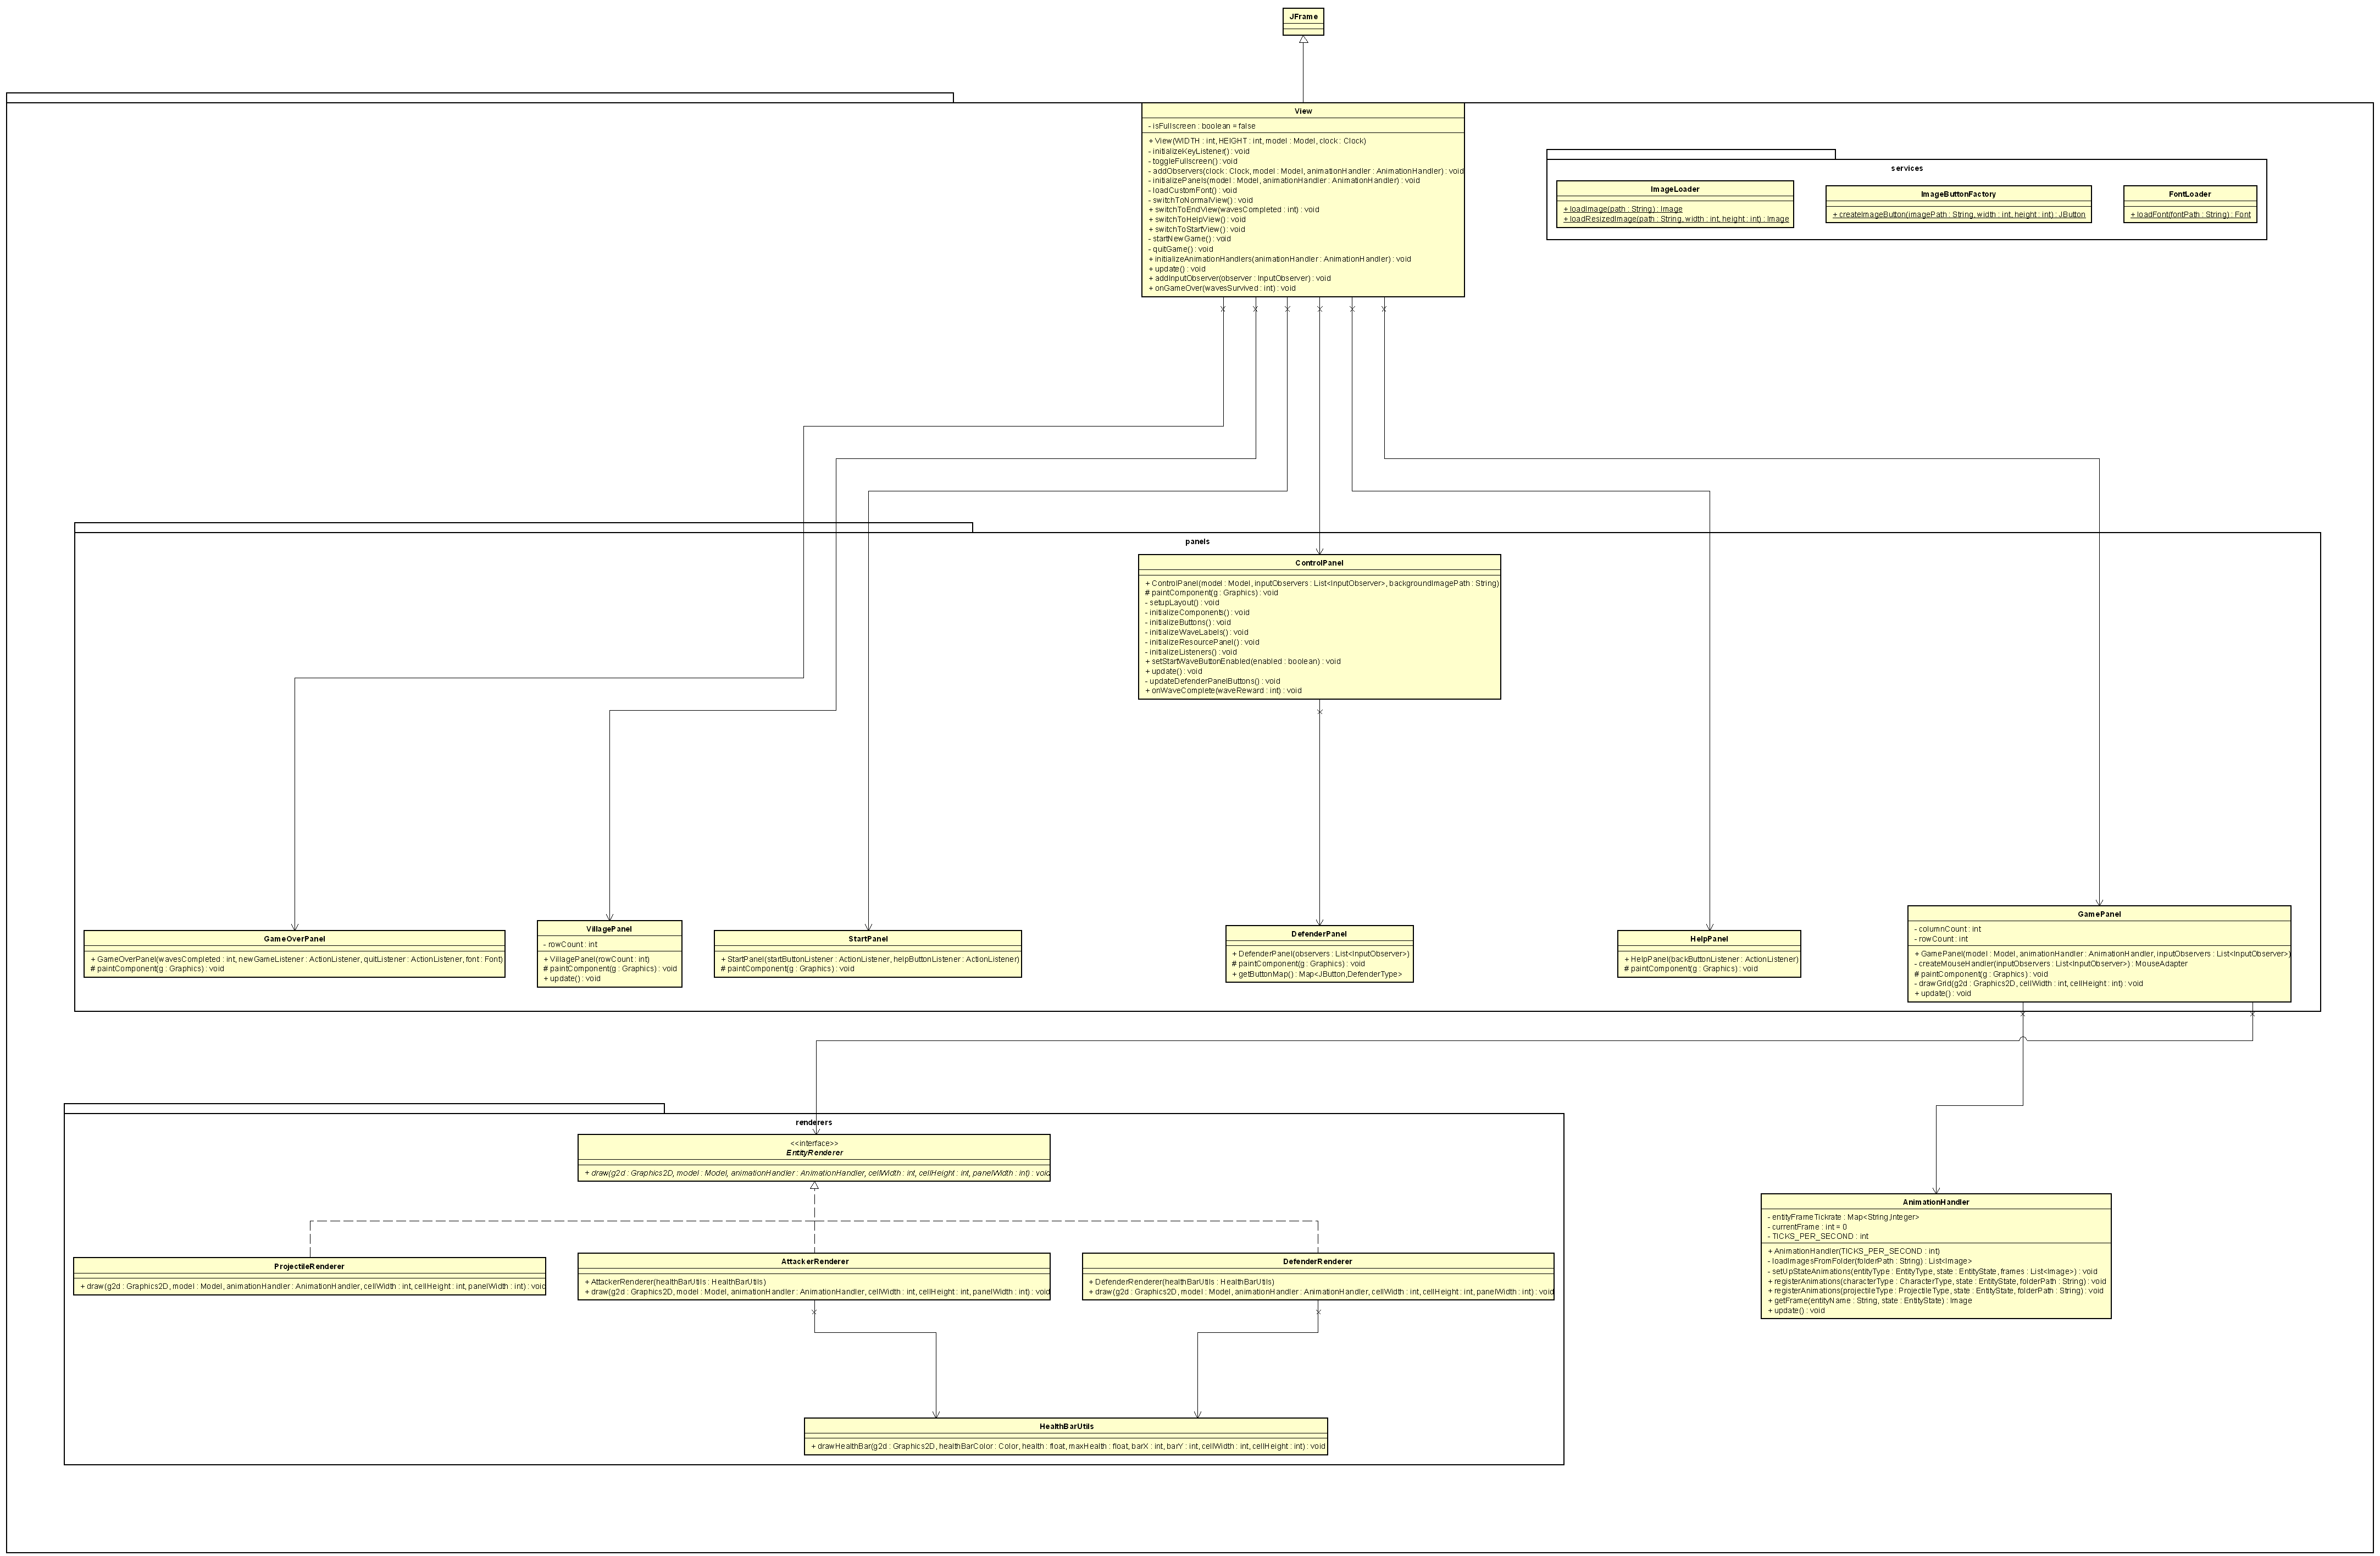 JFrame
View
- isFullscreen : boolean = false
+ View(WIDTH : int, HEIGHT : int, model : Model, clock : Clock)
- initializeKeyListener() : void
- toggleFullscreen() : void
- addObservers(clock : Clock, model : Model, animationHandler : AnimationHandler) : void
- initializePanels(model : Model, animationHandler : AnimationHandler) : void
- loadCustomFont() : void
- switchToNormalView() : void
+ switchToEndView(wavesCompleted : int) : void
+ switchToHelpView() : void
+ switchToStartView() : void
- startNewGame() : void
- quitGame() : void
+ initializeAnimationHandlers(animationHandler : AnimationHandler) : void
+ update() : void
+ addInputObserver(observer : InputObserver) : void
+ onGameOver(wavesSurvived : int) : void
services
ImageLoader
+ loadImage(path : String) : Image
+ loadResizedImage(path : String, width : int, height : int) : Image
ImageButtonFactory
+ createImageButton(imagePath : String, width : int, height : int) : JButton
FontLoader
+ loadFont(fontPath : String) : Font
panels
ControlPanel
+ ControlPanel(model : Model, inputObservers : List<InputObserver>, backgroundImagePath : String)
# paintComponent(g : Graphics) : void
- setupLayout() : void
- initializeComponents() : void
- initializeButtons() : void
- initializeWaveLabels() : void
- initializeResourcePanel() : void
- initializeListeners() : void
+ setStartWaveButtonEnabled(enabled : boolean) : void
+ update() : void
- updateDefenderPanelButtons() : void
+ onWaveComplete(waveReward : int) : void
GameOverPanel
+ GameOverPanel(wavesCompleted : int, newGameListener : ActionListener, quitListener : ActionListener, font : Font)
# paintComponent(g : Graphics) : void
VillagePanel
- rowCount : int
+ VillagePanel(rowCount : int)
# paintComponent(g : Graphics) : void
+ update() : void
StartPanel
+ StartPanel(startButtonListener : ActionListener, helpButtonListener : ActionListener)
# paintComponent(g : Graphics) : void
DefenderPanel
+ DefenderPanel(observers : List<InputObserver>)
# paintComponent(g : Graphics) : void
+ getButtonMap() : Map<JButton,DefenderType>
HelpPanel
+ HelpPanel(backButtonListener : ActionListener)
# paintComponent(g : Graphics) : void
GamePanel
- columnCount : int
- rowCount : int
+ GamePanel(model : Model, animationHandler : AnimationHandler, inputObservers : List<InputObserver>)
- createMouseHandler(inputObservers : List<InputObserver>) : MouseAdapter
# paintComponent(g : Graphics) : void
- drawGrid(g2d : Graphics2D, cellWidth : int, cellHeight : int) : void
+ update() : void
renderers
<<interface>>
EntityRenderer
+ draw(g2d : Graphics2D, model : Model, animationHandler : AnimationHandler, cellWidth : int, cellHeight : int, panelWidth : int) : void
ProjectileRenderer
+ draw(g2d : Graphics2D, model : Model, animationHandler : AnimationHandler, cellWidth : int, cellHeight : int, panelWidth : int) : void
AttackerRenderer
+ AttackerRenderer(healthBarUtils : HealthBarUtils)
+ draw(g2d : Graphics2D, model : Model, animationHandler : AnimationHandler, cellWidth : int, cellHeight : int, panelWidth : int) : void
DefenderRenderer
+ DefenderRenderer(healthBarUtils : HealthBarUtils)
+ draw(g2d : Graphics2D, model : Model, animationHandler : AnimationHandler, cellWidth : int, cellHeight : int, panelWidth : int) : void
AnimationHandler
- entityFrameTickrate : Map<String,Integer>
- currentFrame : int = 0
- TICKS_PER_SECOND : int
+ AnimationHandler(TICKS_PER_SECOND : int)
- loadImagesFromFolder(folderPath : String) : List<Image>
- setUpStateAnimations(entityType : EntityType, state : EntityState, frames : List<Image>) : void
+ registerAnimations(characterType : CharacterType, state : EntityState, folderPath : String) : void
+ registerAnimations(projectileType : ProjectileType, state : EntityState, folderPath : String) : void
+ getFrame(entityName : String, state : EntityState) : Image
+ update() : void
HealthBarUtils
+ drawHealthBar(g2d : Graphics2D, healthBarColor : Color, health : float, maxHealth : float, barX : int, barY : int, cellWidth : int, cellHeight : int) : void